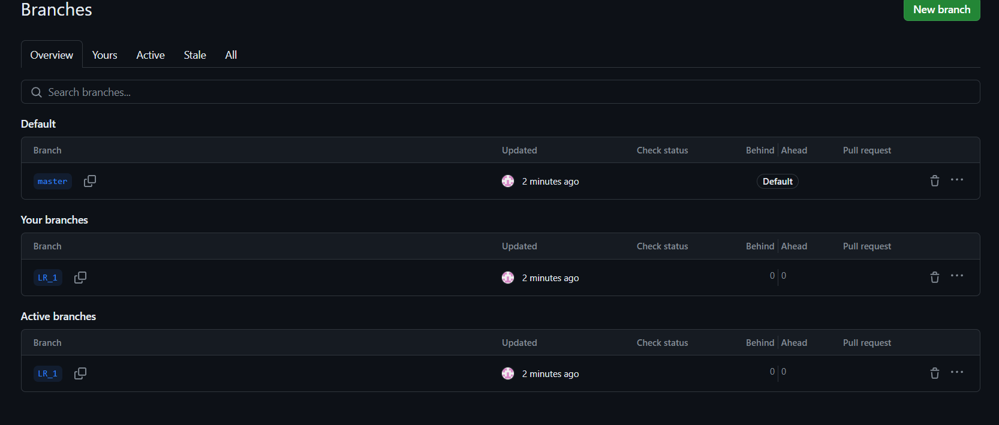 Branches
New branch
Overview Yours Active Stale All
Search branches...
Default
Branch Updated Check status Behind Ahead Pull request
master 2 minutes ago Default
Your branches
Branch Updated Check status Behind Ahead Pull request
LR_1 2 minutes ago 0 0
Active branches
Branch Updated Check status Behind Ahead Pull request
LR_1 2 minutes ago 0 0